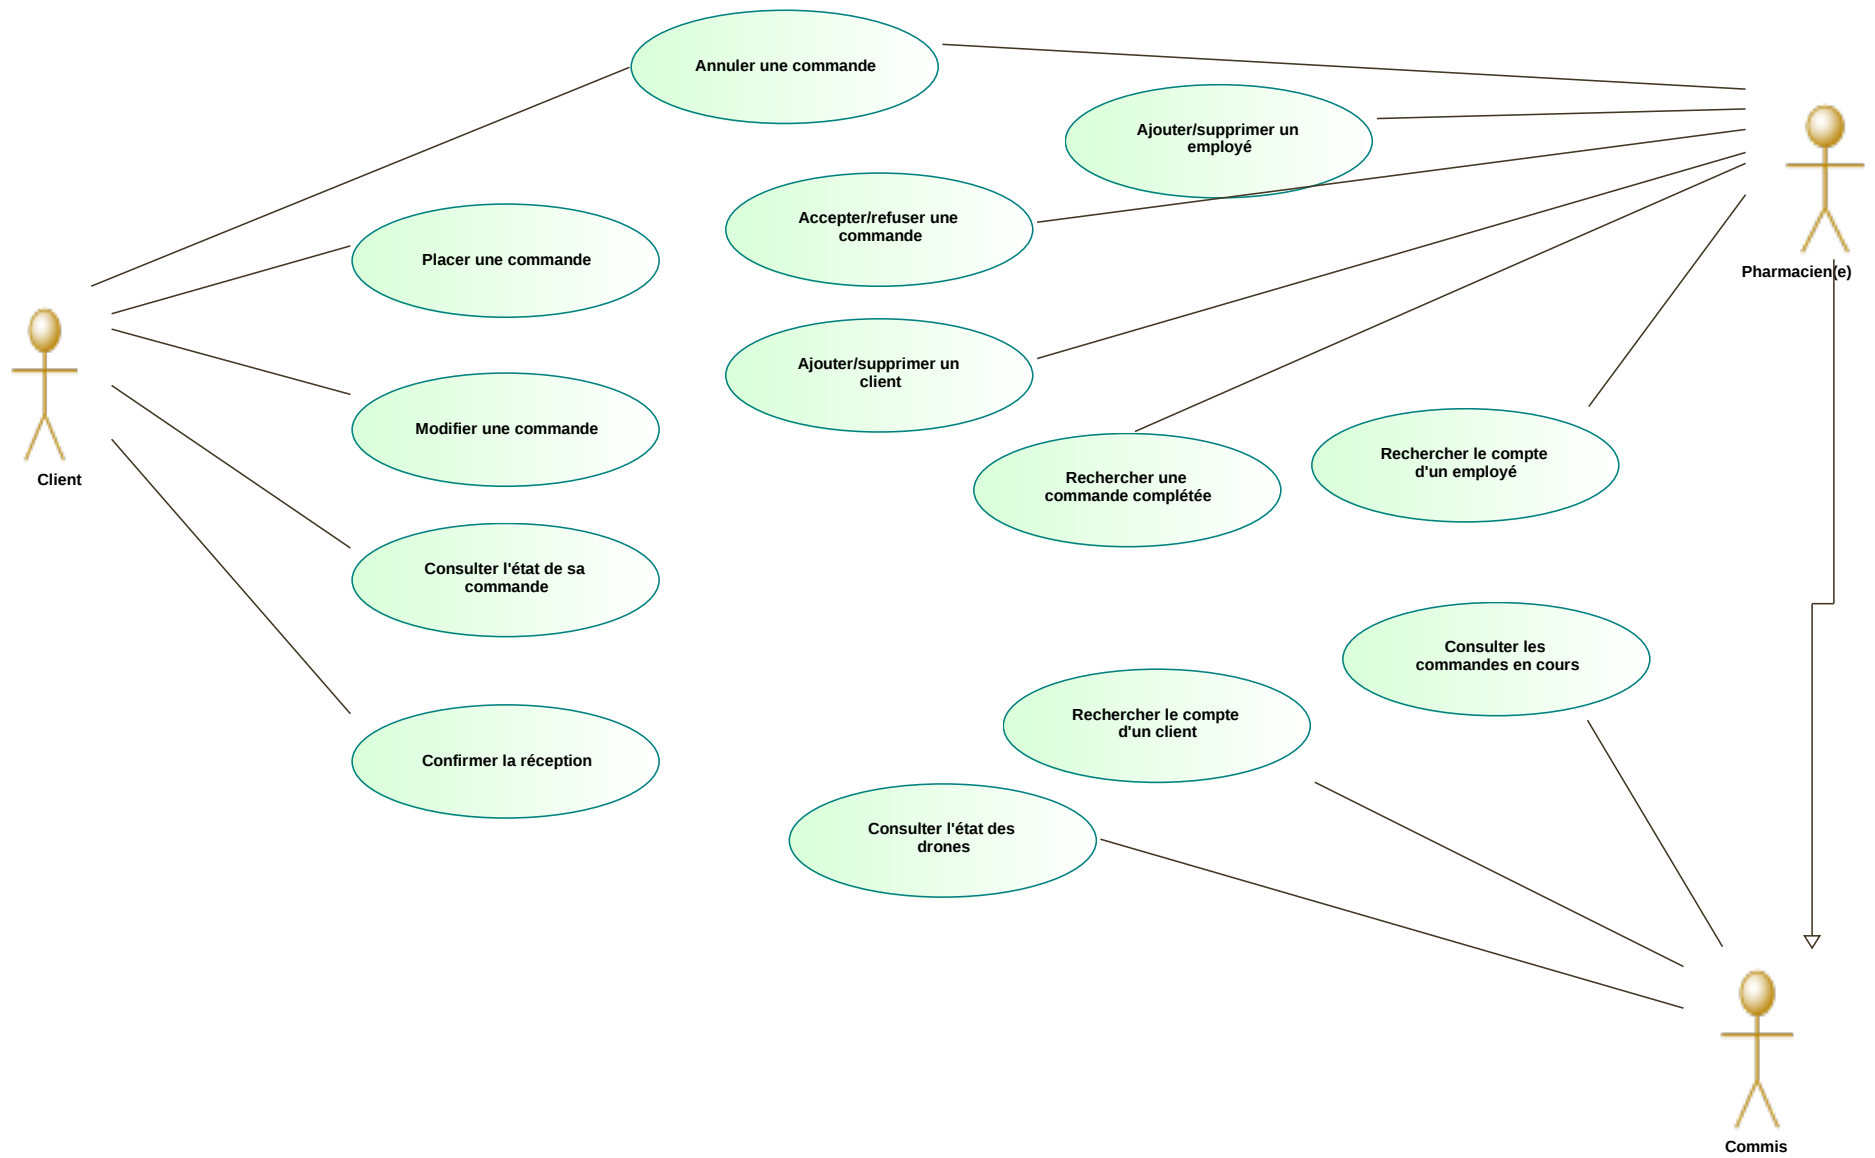 Annuler une commande
Ajouter/supprimer un
employé
Accepter/refuser une
commande
Placer une commande
Pharmacien(e)
Ajouter/supprimer un
client
Modifier une commande
Client
Rechercher le compte
d'un employé
Rechercher une
commande complétée
Consulter l'état de sa
commande
Consulter les
commandes en cours
Rechercher le compte
d'un client
Confirmer la réception
Consulter l'état des
drones
Commis